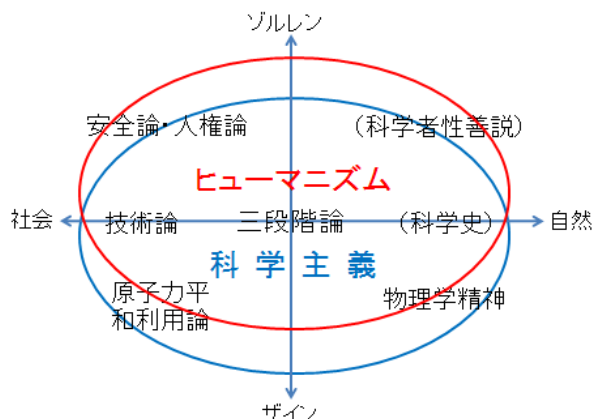 ゾルレン
安全論・人権論
(科学者性善説)
ヒューマニズム
社会
技術論
三段階論
(科学史)
自然
科学主義
原子力平
和利用論
物理学精神
ザイン